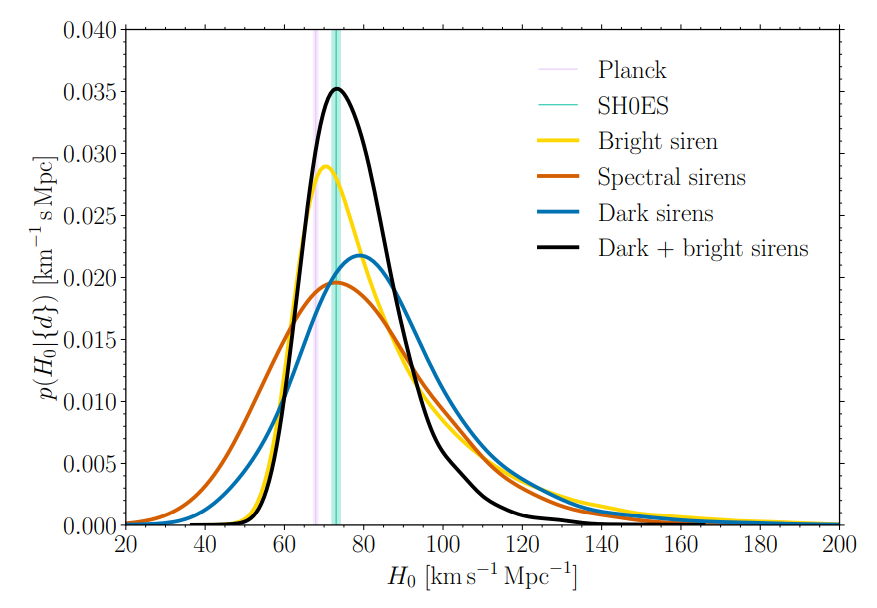 0.040
0.035
0.030
0.025
0.020
0.015
0.010
0.005
0.000
p(H₀|{d}) [km⁻¹ s Mpc]
Planck
SH0ES
Bright siren
Spectral sirens
Dark sirens
Dark + bright sirens
20 40 60 80 100 120 140 160 180 200
H₀ [km s⁻¹ Mpc⁻¹]